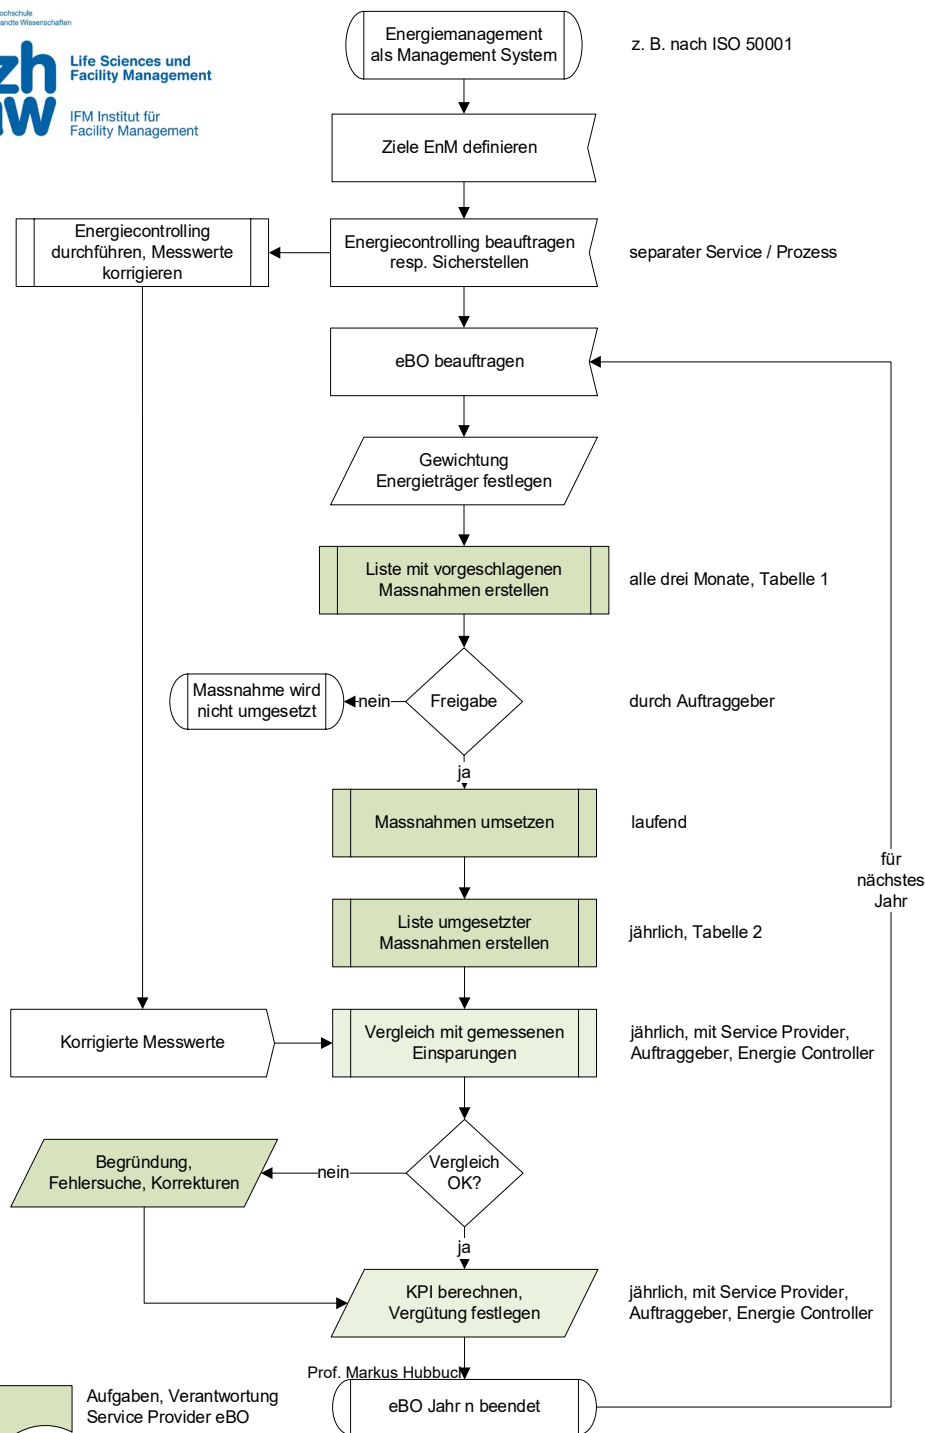 Life Sciences und
Facility Management
IFM Institut für
Facility Management
Energiemanagement
als Management System
z. B. nach ISO 50001
Ziele EnM definieren
Energiecontrolling
durchführen, Messwerte
korrigieren
Energiecontrolling beauftragen
resp. Sicherstellen
separater Service / Prozess
eBO beauftragen
Gewichtung
Energieträger festlegen
Liste mit vorgeschlagenen
Massnahmen erstellen
alle drei Monate, Tabelle 1
Massnahme wird
nicht umgesetzt
nein
Freigabe
durch Auftraggeber
ja
Massnahmen umsetzen
laufend
für
nächstes
Jahr
Liste umgesetzter
Massnahmen erstellen
jährlich, Tabelle 2
Korrigierte Messwerte
Vergleich mit gemessenen
Einsparungen
jährlich, mit Service Provider,
Auftraggeber, Energie Controller
Begründung,
Fehlersuche, Korrekturen
nein
Vergleich
OK?
ja
KPI berechnen,
Vergütung festlegen
jährlich, mit Service Provider,
Auftraggeber, Energie Controller
Prof. Markus Hubbuch
Aufgaben, Verantwortung
Service Provider eBO
eBO Jahr n beendet